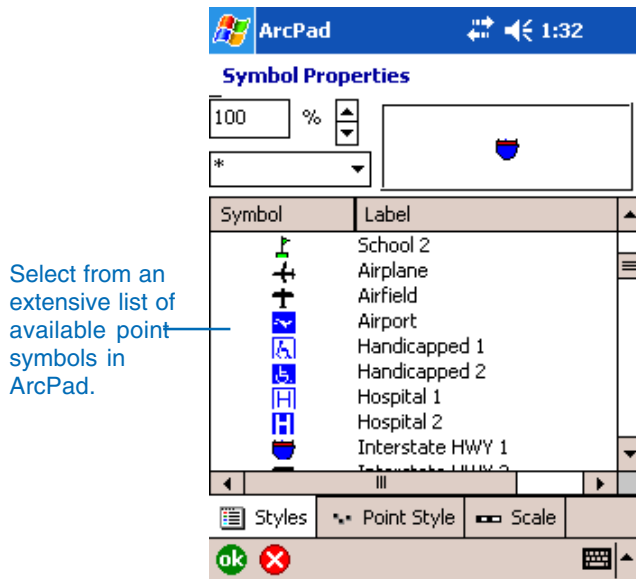 ArcPad 1:32
Symbol Properties
100 %
*
Symbol Label
School 2
Airplane
Airfield
Airport
Handicapped 1
Handicapped 2
Hospital 1
Hospital 2
Interstate HWY 1
Select from an
extensive list of
available point
symbols in
ArcPad.
Styles Point Style Scale
ok